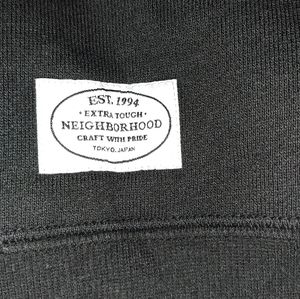 EST. 1994
• EXTRA TOUGH •
NEIGHBORHOOD
CRAFT WITH PRIDE
TOKYO, JAPAN